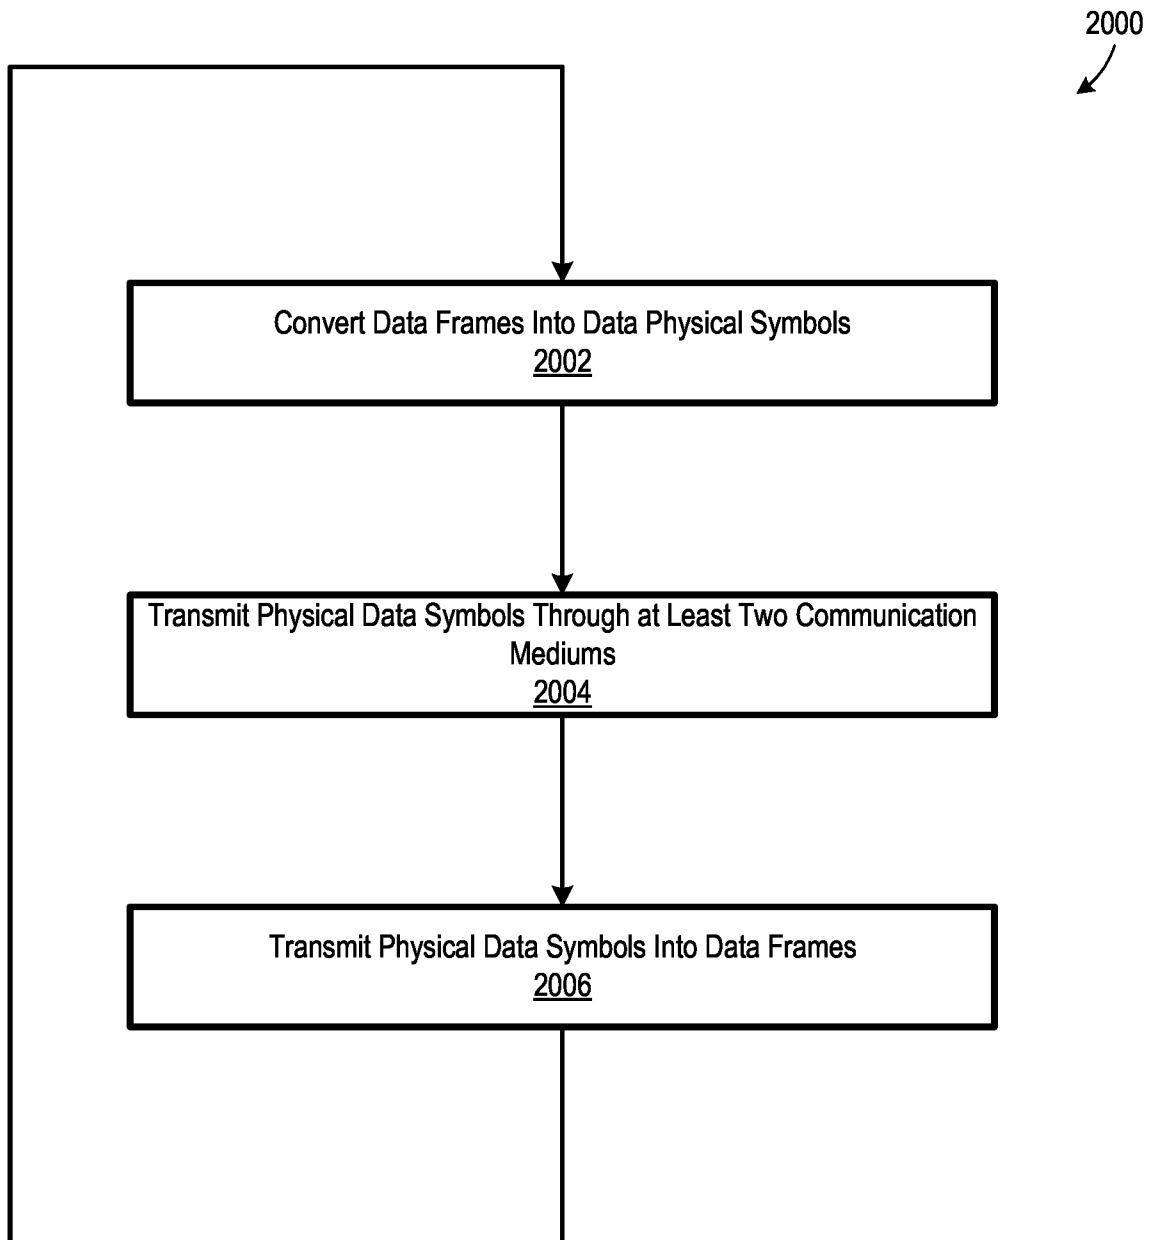 2000
Convert Data Frames Into Data Physical Symbols
2002
Transmit Physical Data Symbols Through at Least Two Communication
Mediums
2004
Transmit Physical Data Symbols Into Data Frames
2006